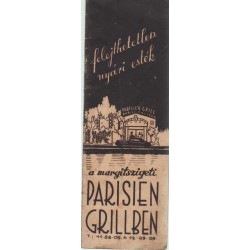 felejthetetlen
nyári esték
PARISIEN GRILL
a margitszigeti
PARISIEN
GRILLBEN